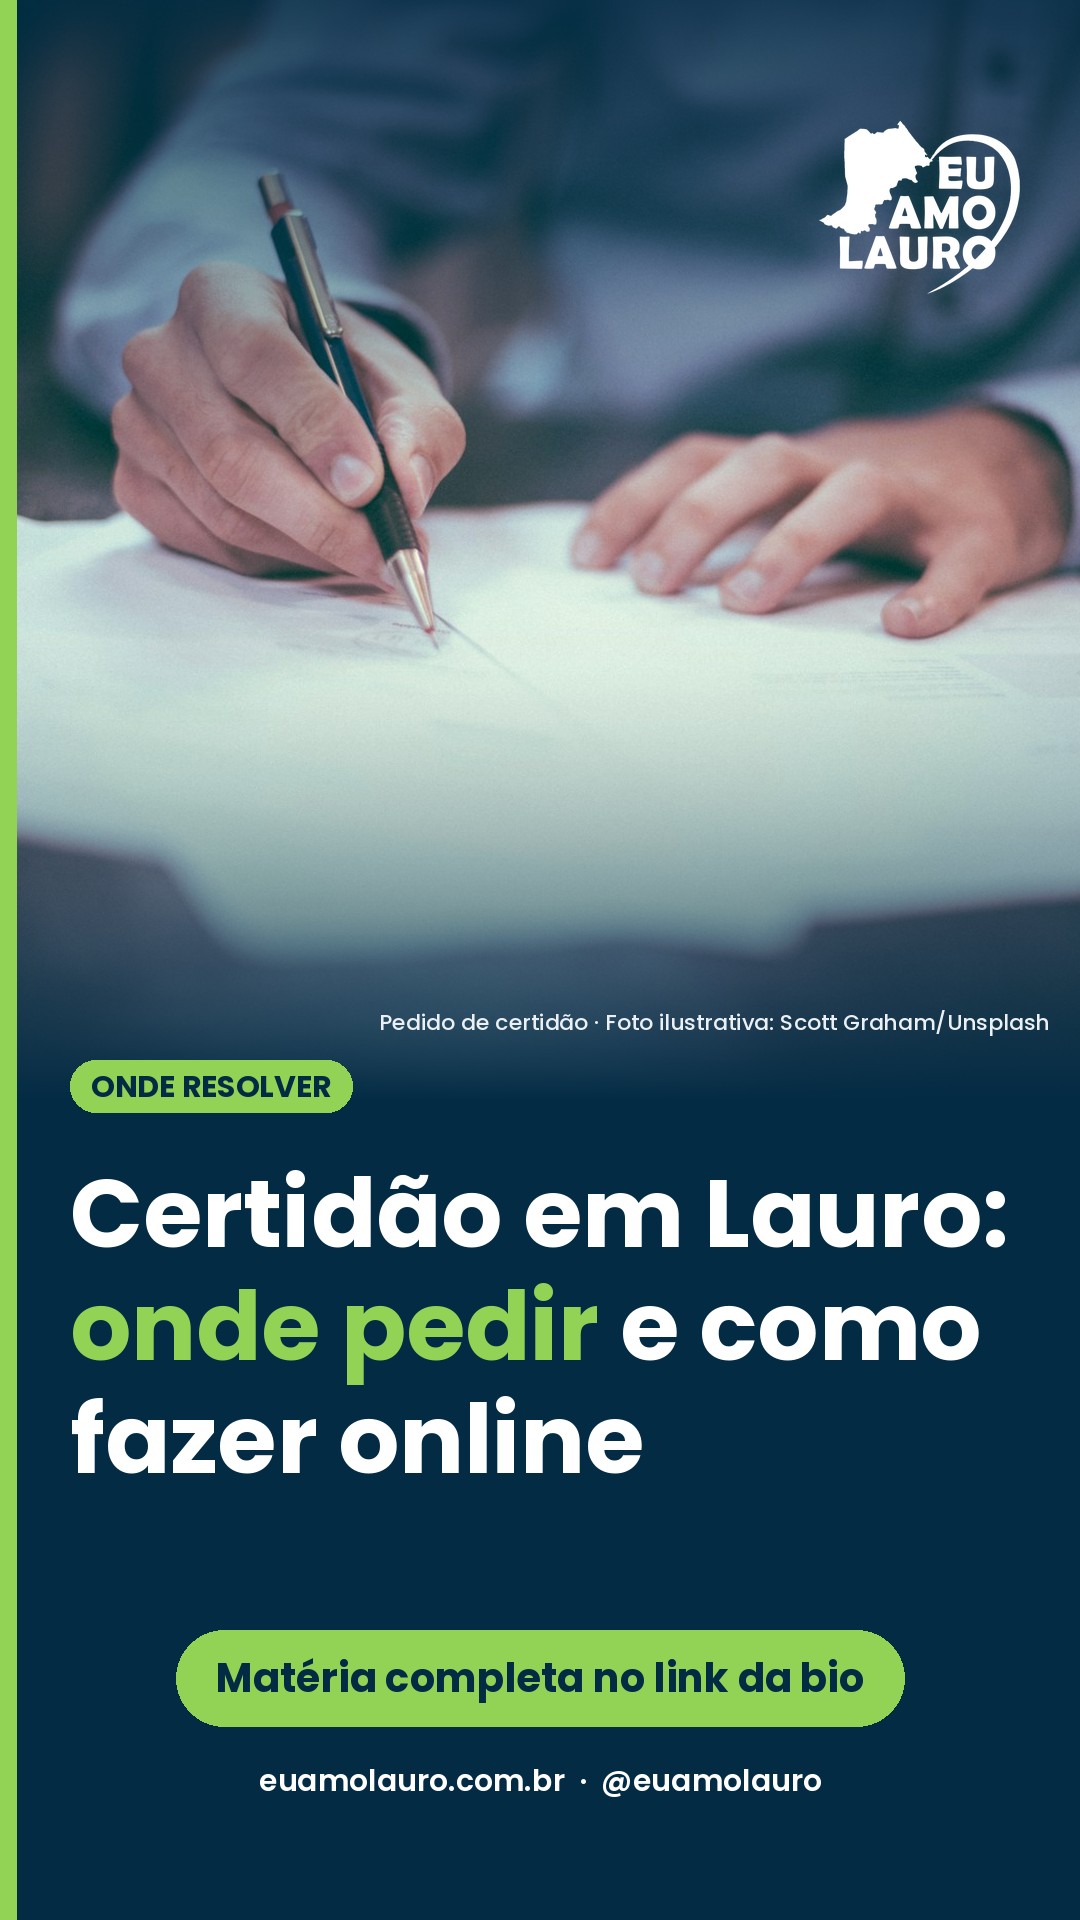 EU
AMO
LAURO
Pedido de certidão · Foto ilustrativa: Scott Graham/Unsplash
ONDE RESOLVER
Certidão em Lauro:
onde pedir e como
fazer online
Matéria completa no link da bio
euamolauro.com.br · @euamolauro